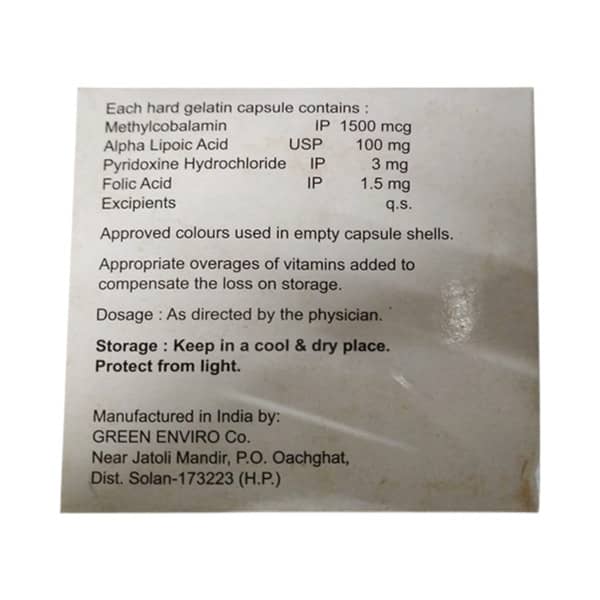 Each hard gelatin capsule contains :
Methylcobalamin IP 1500 mcg
Alpha Lipoic Acid USP 100 mg
Pyridoxine Hydrochloride IP 3 mg
Folic Acid IP 1.5 mg
Excipients q.s.
Approved colours used in empty capsule shells.
Appropriate overages of vitamins added to
compensate the loss on storage.
Dosage : As directed by the physician.
Storage : Keep in a cool & dry place.
Protect from light.
Manufactured in India by:
GREEN ENVIRO Co.
Near Jatoli Mandir, P.O. Oachghat,
Dist. Solan-173223 (H.P.)